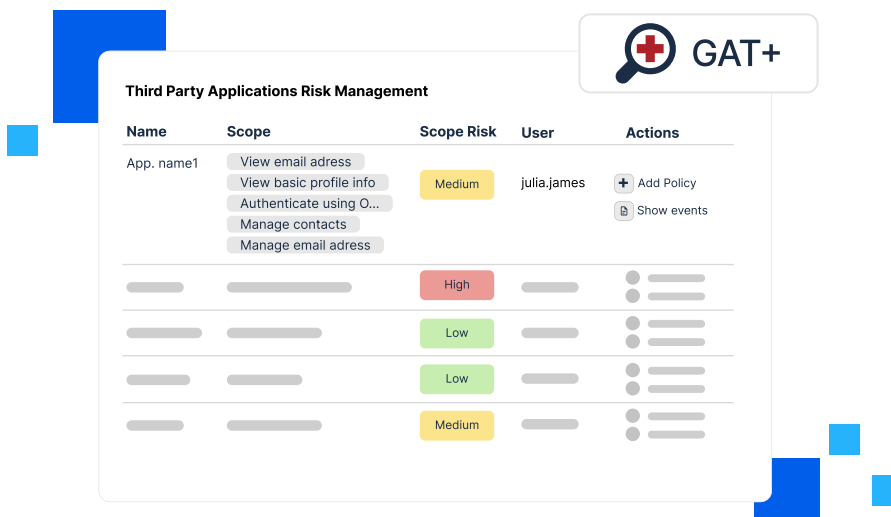 GAT+
Third Party Applications Risk Management
Name Scope Scope Risk User Actions
App. name1
View email adress
View basic profile info
Authenticate using O...
Manage contacts
Manage email adress
Medium
julia.james
Add Policy
Show events
High
Low
Low
Medium